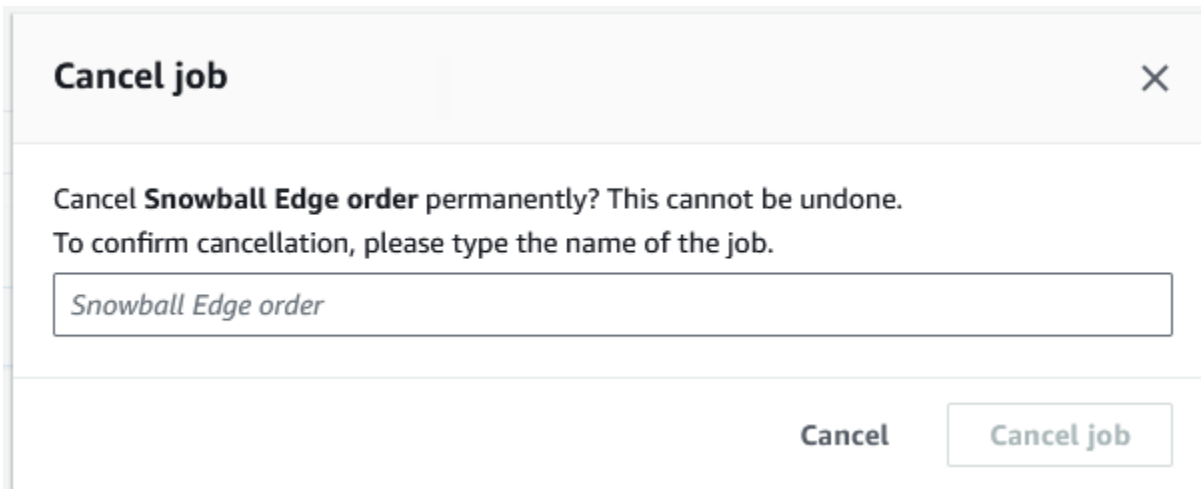 Cancel job
Cancel Snowball Edge order permanently? This cannot be undone.
To confirm cancellation, please type the name of the job.
Snowball Edge order
Cancel
Cancel job